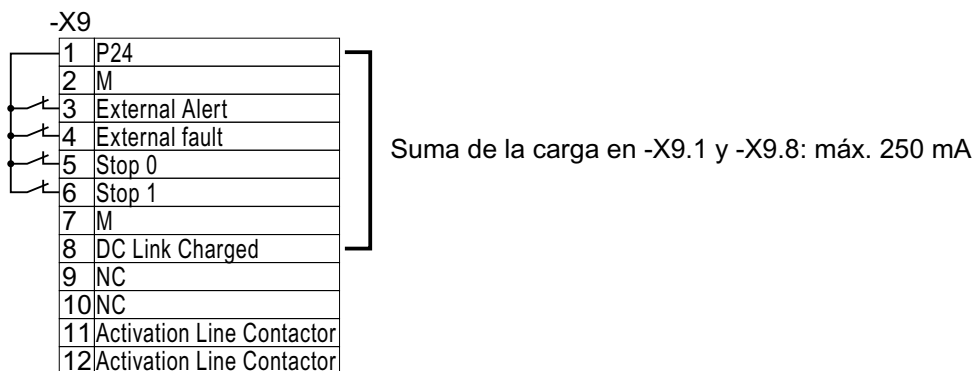 -X9
1 P24
2 M
3 External Alert
4 External fault
5 Stop 0
6 Stop 1
7 M
8 DC Link Charged
9 NC
10 NC
11 Activation Line Contactor
12 Activation Line Contactor
Suma de la carga en -X9.1 y -X9.8: máx. 250 mA